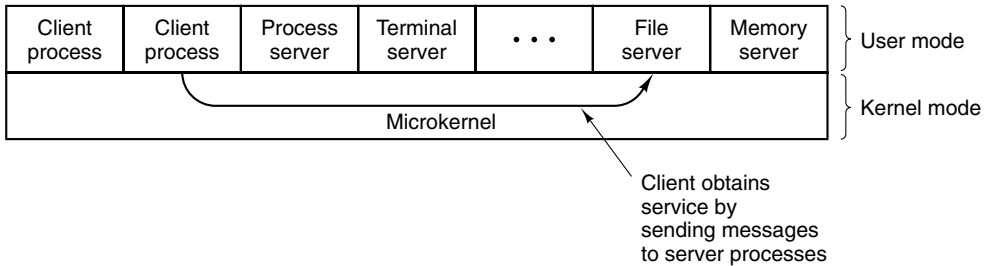 Client process
Client process
Process server
Terminal server
• • •
File server
Memory server
User mode
Microkernel
Kernel mode
Client obtains
service by
sending messages
to server processes